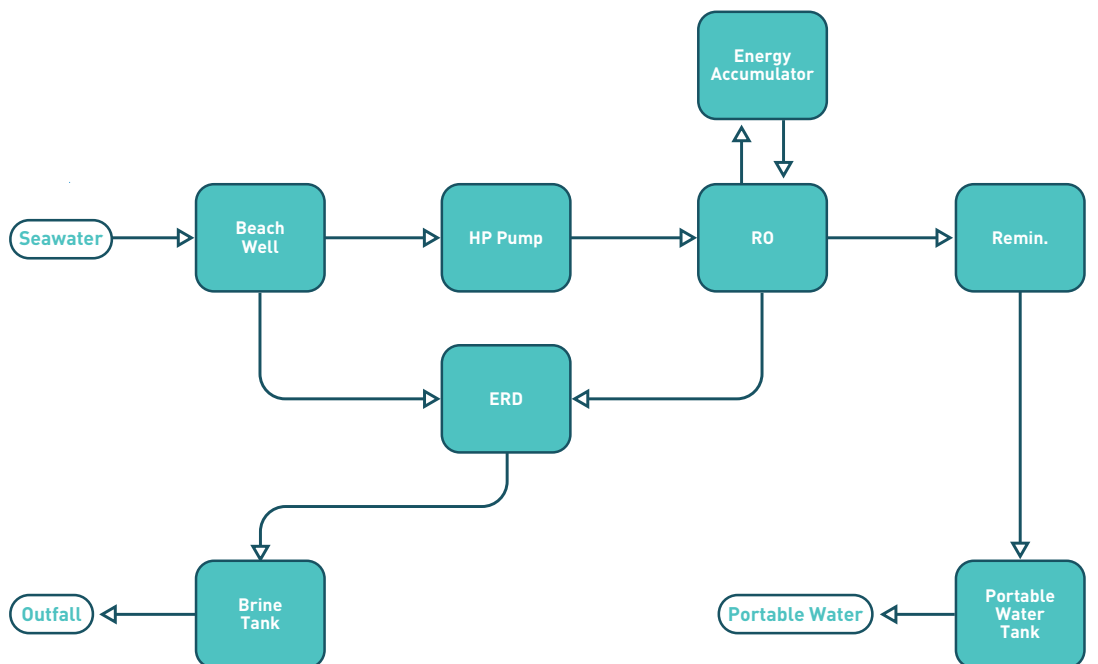 Energy
Accumulator
Seawater
Beach
Well
HP Pump
RO
Remin.
ERD
Outfall
Brine
Tank
Portable Water
Portable
Water
Tank